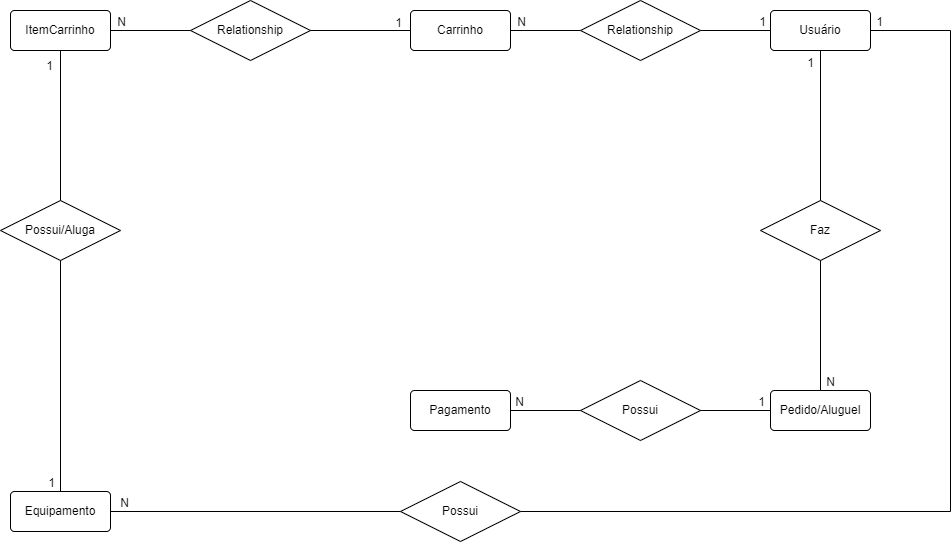 ItemCarrinho N Relationship 1 Carrinho N Relationship 1 Usuário 1
1 1
Possui/Aluga Faz
N
Pagamento N Possui 1 Pedido/Aluguel
1
Equipamento N Possui